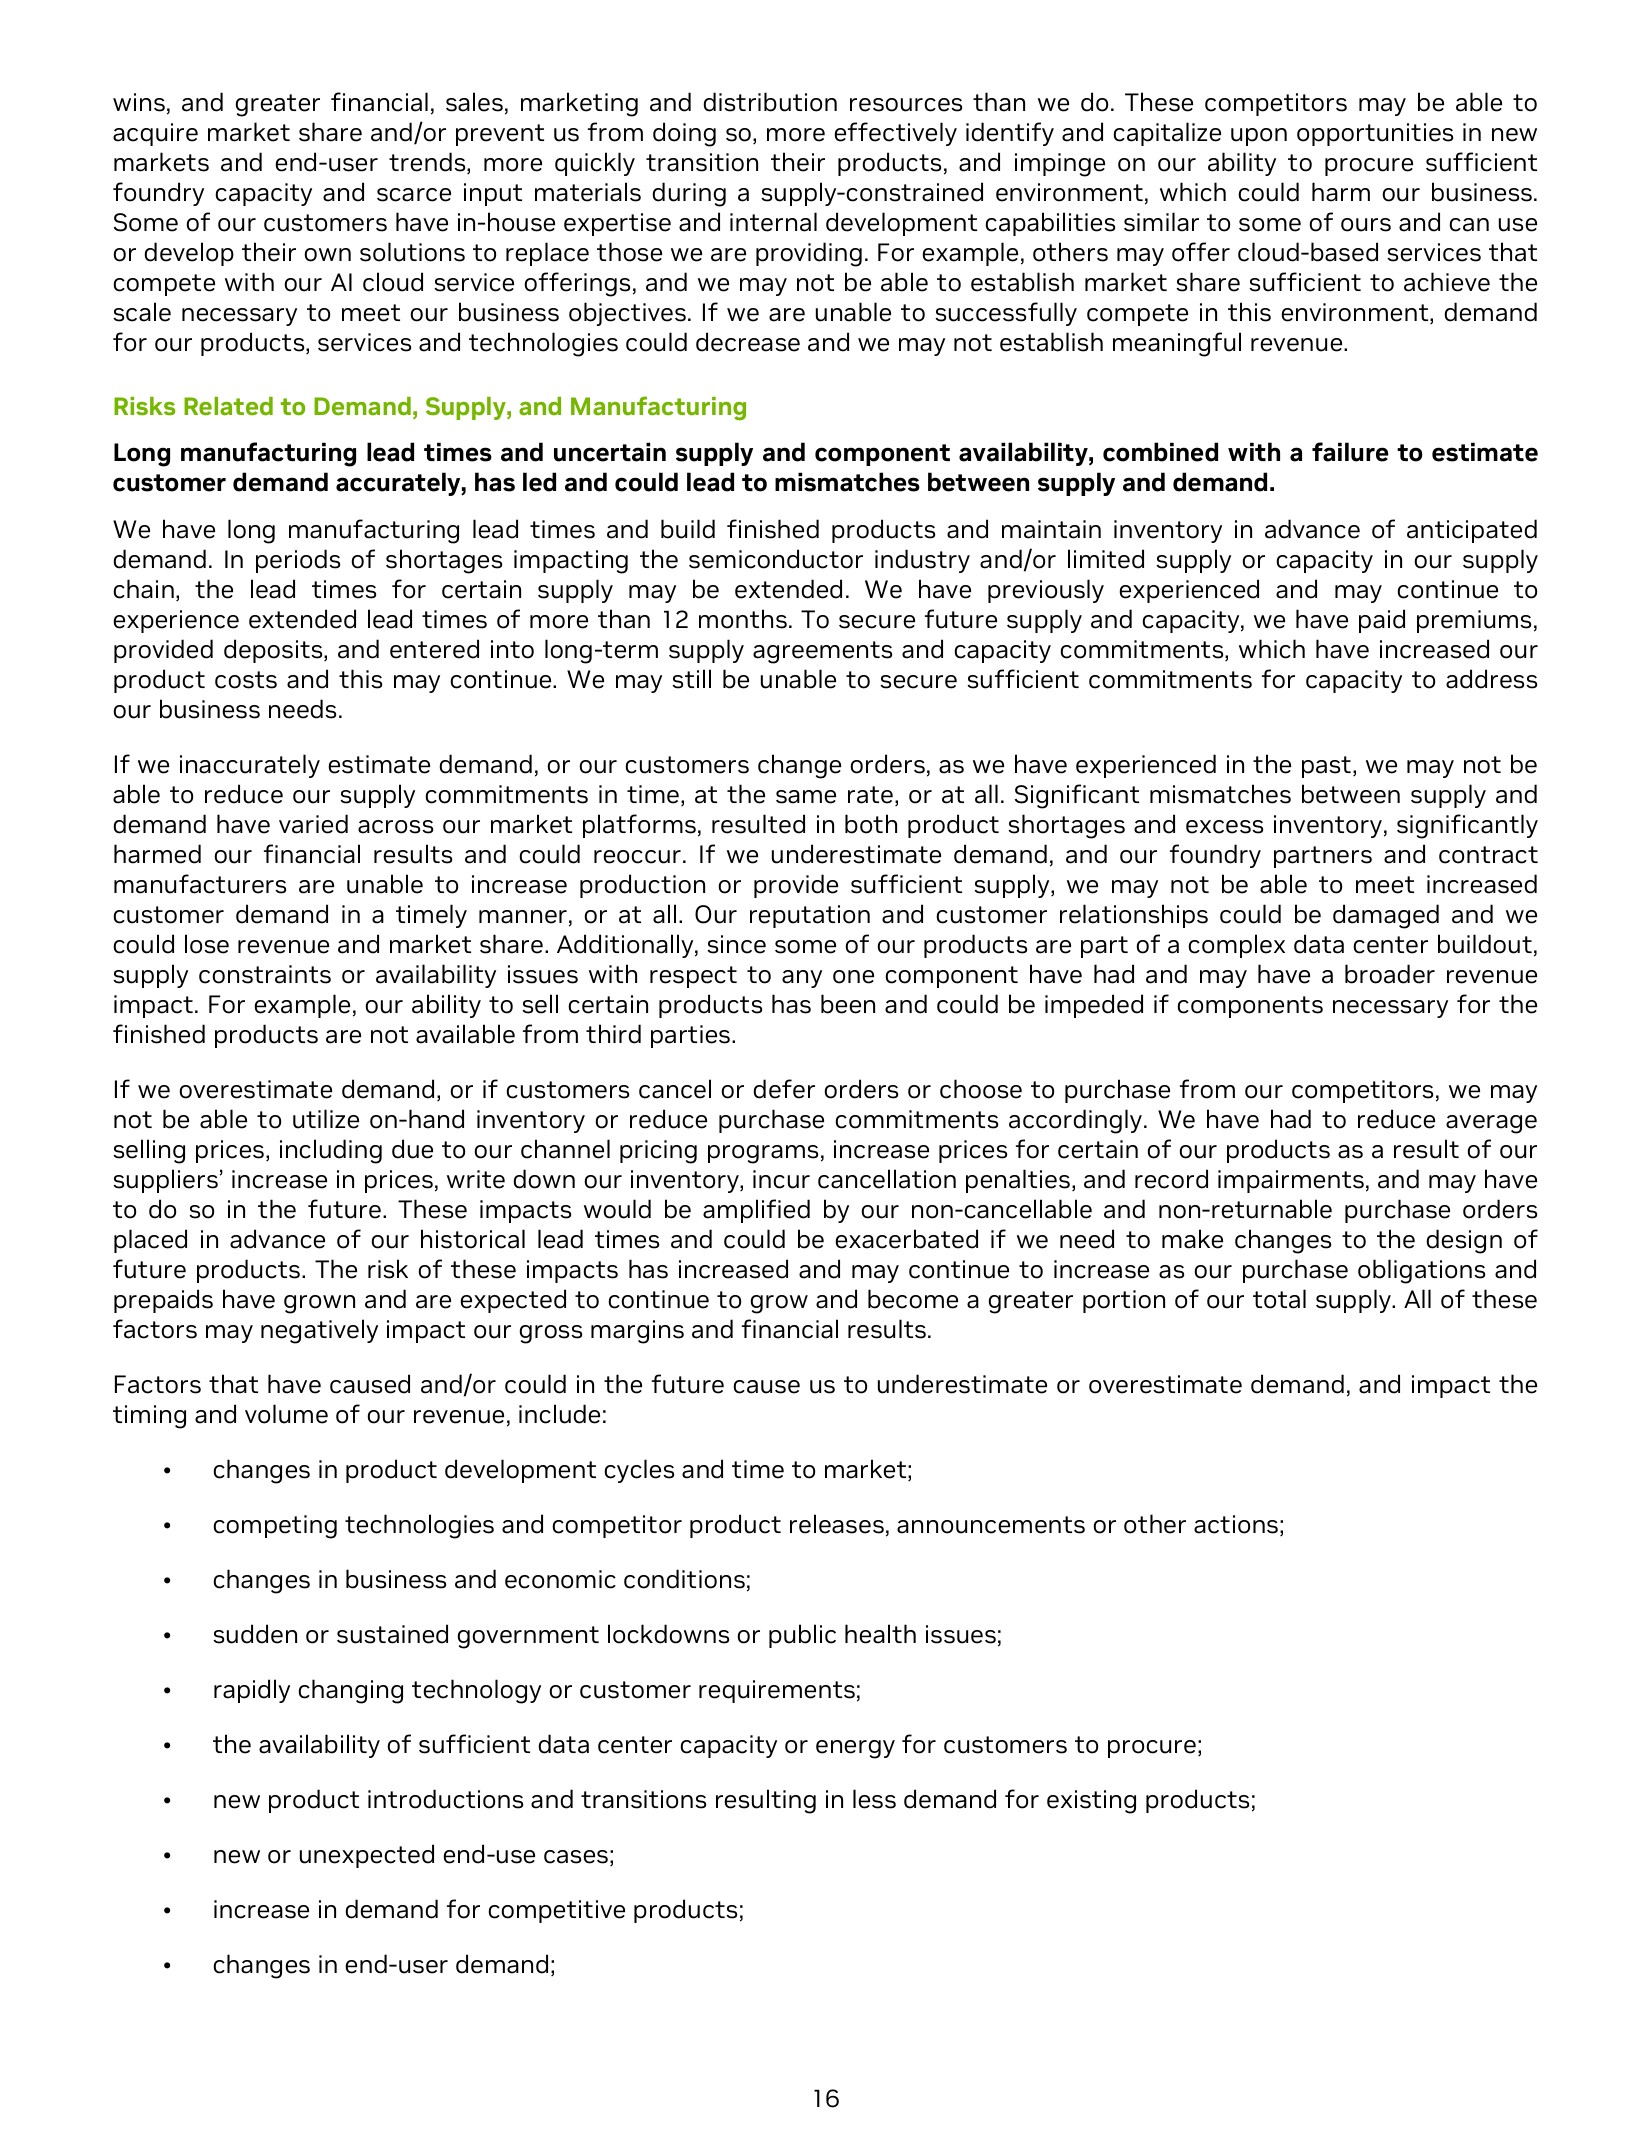 wins, and greater financial, sales, marketing and distribution resources than we do. These competitors may be able to
acquire market share and/or prevent us from doing so, more effectively identify and capitalize upon opportunities in new
markets and end-user trends, more quickly transition their products, and impinge on our ability to procure sufficient
foundry capacity and scarce input materials during a supply-constrained environment, which could harm our business.
Some of our customers have in-house expertise and internal development capabilities similar to some of ours and can use
or develop their own solutions to replace those we are providing. For example, others may offer cloud-based services that
compete with our AI cloud service offerings, and we may not be able to establish market share sufficient to achieve the
scale necessary to meet our business objectives. If we are unable to successfully compete in this environment, demand
for our products, services and technologies could decrease and we may not establish meaningful revenue.
Risks Related to Demand, Supply, and Manufacturing
Long manufacturing lead times and uncertain supply and component availability, combined with a failure to estimate
customer demand accurately, has led and could lead to mismatches between supply and demand.
We have long manufacturing lead times and build finished products and maintain inventory in advance of anticipated
demand. In periods of shortages impacting the semiconductor industry and/or limited supply or capacity in our supply
chain, the lead times for certain supply may be extended. We have previously experienced and may continue to
experience extended lead times of more than 12 months. To secure future supply and capacity, we have paid premiums,
provided deposits, and entered into long-term supply agreements and capacity commitments, which have increased our
product costs and this may continue. We may still be unable to secure sufficient commitments for capacity to address
our business needs.
If we inaccurately estimate demand, or our customers change orders, as we have experienced in the past, we may not be
able to reduce our supply commitments in time, at the same rate, or at all. Significant mismatches between supply and
demand have varied across our market platforms, resulted in both product shortages and excess inventory, significantly
harmed our financial results and could reoccur. If we underestimate demand, and our foundry partners and contract
manufacturers are unable to increase production or provide sufficient supply, we may not be able to meet increased
customer demand in a timely manner, or at all. Our reputation and customer relationships could be damaged and we
could lose revenue and market share. Additionally, since some of our products are part of a complex data center buildout,
supply constraints or availability issues with respect to any one component have had and may have a broader revenue
impact. For example, our ability to sell certain products has been and could be impeded if components necessary for the
finished products are not available from third parties.
If we overestimate demand, or if customers cancel or defer orders or choose to purchase from our competitors, we may
not be able to utilize on-hand inventory or reduce purchase commitments accordingly. We have had to reduce average
selling prices, including due to our channel pricing programs, increase prices for certain of our products as a result of our
suppliers’ increase in prices, write down our inventory, incur cancellation penalties, and record impairments, and may have
to do so in the future. These impacts would be amplified by our non-cancellable and non-returnable purchase orders
placed in advance of our historical lead times and could be exacerbated if we need to make changes to the design of
future products. The risk of these impacts has increased and may continue to increase as our purchase obligations and
prepaids have grown and are expected to continue to grow and become a greater portion of our total supply. All of these
factors may negatively impact our gross margins and financial results.
Factors that have caused and/or could in the future cause us to underestimate or overestimate demand, and impact the
timing and volume of our revenue, include:
• changes in product development cycles and time to market;
• competing technologies and competitor product releases, announcements or other actions;
• changes in business and economic conditions;
• sudden or sustained government lockdowns or public health issues;
• rapidly changing technology or customer requirements;
• the availability of sufficient data center capacity or energy for customers to procure;
• new product introductions and transitions resulting in less demand for existing products;
• new or unexpected end-use cases;
• increase in demand for competitive products;
• changes in end-user demand;
16